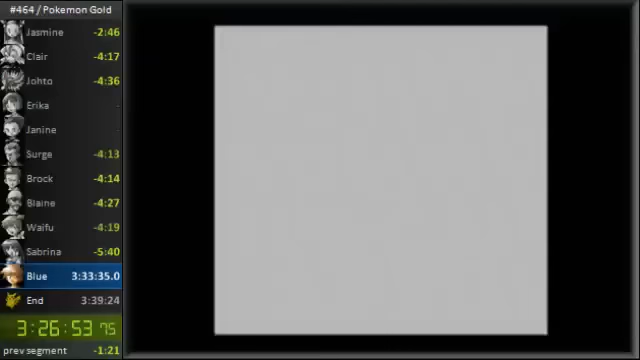 #464 / Pokemon Gold
Jasmine -2:46
Clair -4:17
Johto -4:36
Erika -
Janine -
Surge -4:13
Brock -4:14
Blaine -4:27
Waifu -4:19
Sabrina -5:40
Blue 3:33:35.0
End 3:39:24
3:26:53 75
prev segment -1:21